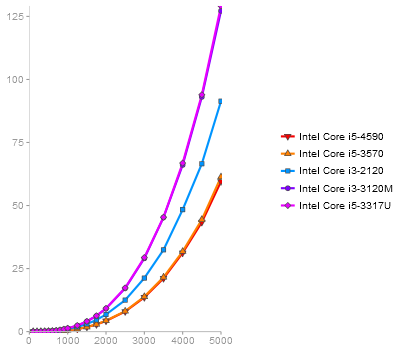 125
100
75
50
25
0
0 1000 2000 3000 4000 5000
Intel Core i5-4590
Intel Core i5-3570
Intel Core i3-2120
Intel Core i3-3120M
Intel Core i5-3317U